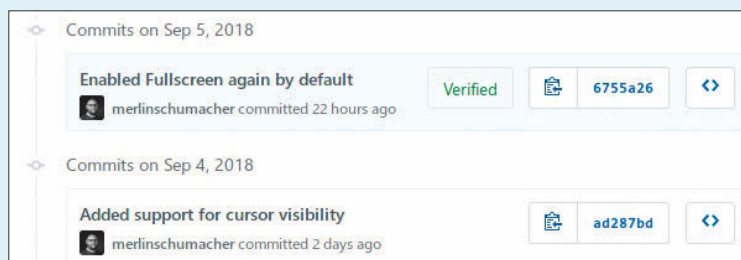 Commits on Sep 5, 2018
Enabled Fullscreen again by default
merlinschumacher committed 22 hours ago
Verified
6755a26
Commits on Sep 4, 2018
Added support for cursor visibility
merlinschumacher committed 2 days ago
ad287bd